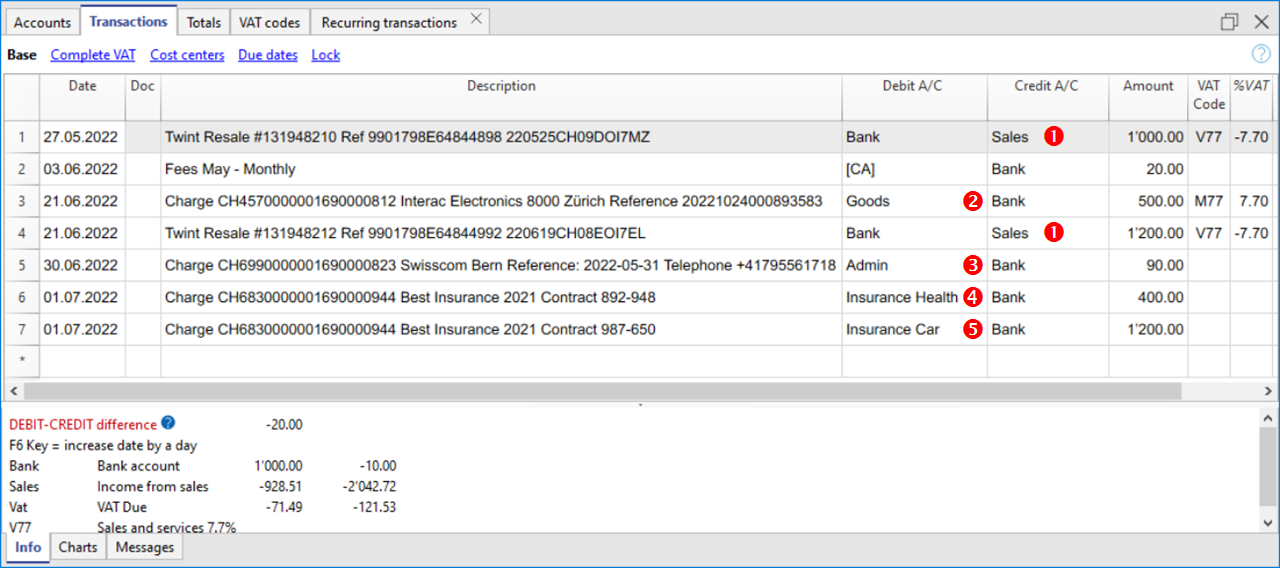 Accounts Transactions Totals VAT codes Recurring transactions
Base Complete VAT Cost centers Due dates Lock
Date Doc Description Debit A/C Credit A/C Amount VAT Code %VAT
1 27.05.2022 Twint Resale #131948210 Ref 9901798E64844898 220525CH09DOI7MZ Bank Sales 1 1'000.00 V77 -7.70
2 03.06.2022 Fees May - Monthly [CA] Bank 20.00
3 21.06.2022 Charge CH4570000001690000812 Interac Electronics 8000 Zürich Reference 20221024000893583 Goods 2 Bank 500.00 M77 7.70
4 21.06.2022 Twint Resale #131948212 Ref 9901798E64844992 220619CH08EOI7EL Bank Sales 1 1'200.00 V77 -7.70
5 30.06.2022 Charge CH6990000001690000823 Swisscom Bern Reference: 2022-05-31 Telephone +41795561718 Admin 3 Bank 90.00
6 01.07.2022 Charge CH6830000001690000944 Best Insurance 2021 Contract 892-948 Insurance Health 4 Bank 400.00
7 01.07.2022 Charge CH6830000001690000944 Best Insurance 2021 Contract 987-650 Insurance Car 5 Bank 1'200.00
*
DEBIT-CREDIT difference ? -20.00
F6 Key = increase date by a day
Bank Bank account 1'000.00 -10.00
Sales Income from sales -928.51 -2'042.72
Vat VAT Due -71.49 -121.53
V77 Sales and services 7.7%
Info Charts Messages